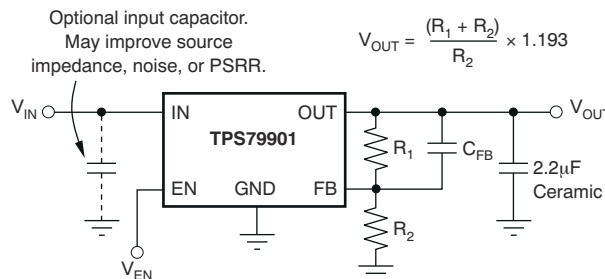 Optional input capacitor.
May improve source
impedance, noise, or PSRR.
V_OUT = (R_1 + R_2) / R_2 × 1.193
V_IN
IN
OUT
V_OUT
TPS79901
R_1
C_FB
2.2µF
Ceramic
EN
GND
FB
R_2
V_EN